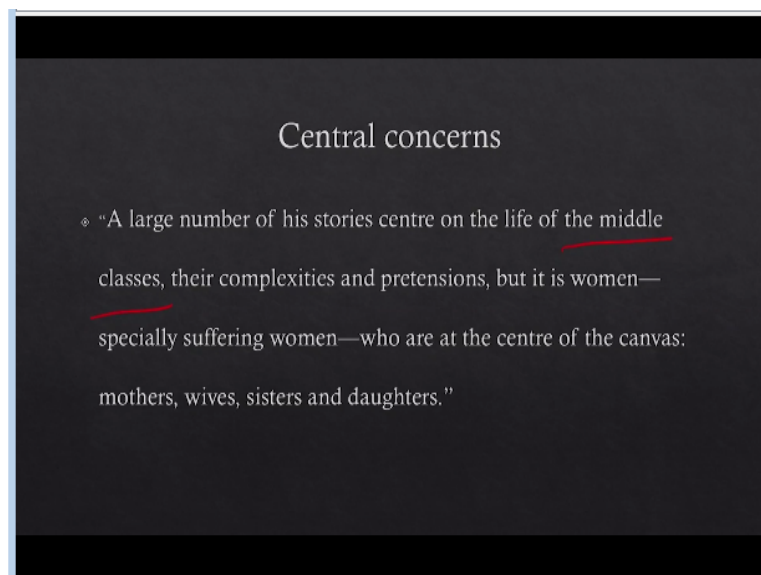 Central concerns
“A large number of his stories centre on the life of the middle
classes, their complexities and pretensions, but it is women—
specially suffering women—who are at the centre of the canvas:
mothers, wives, sisters and daughters.”